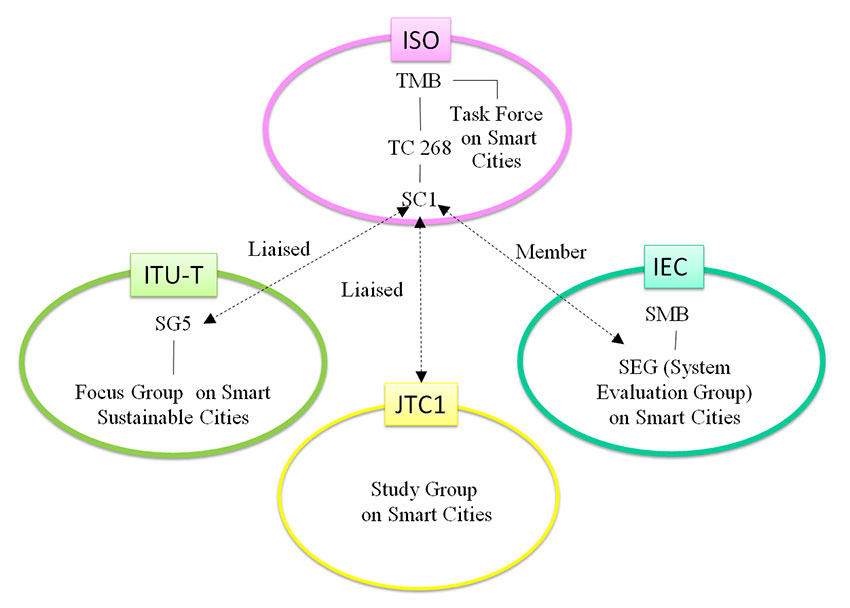 ISO
TMB
Task Force
on Smart
Cities
TC 268
SC1
Liaised
Liaised
Member
ITU-T
SG5
Focus Group on Smart
Sustainable Cities
IEC
SMB
SEG (System
Evaluation Group)
on Smart Cities
JTC1
Study Group
on Smart Cities